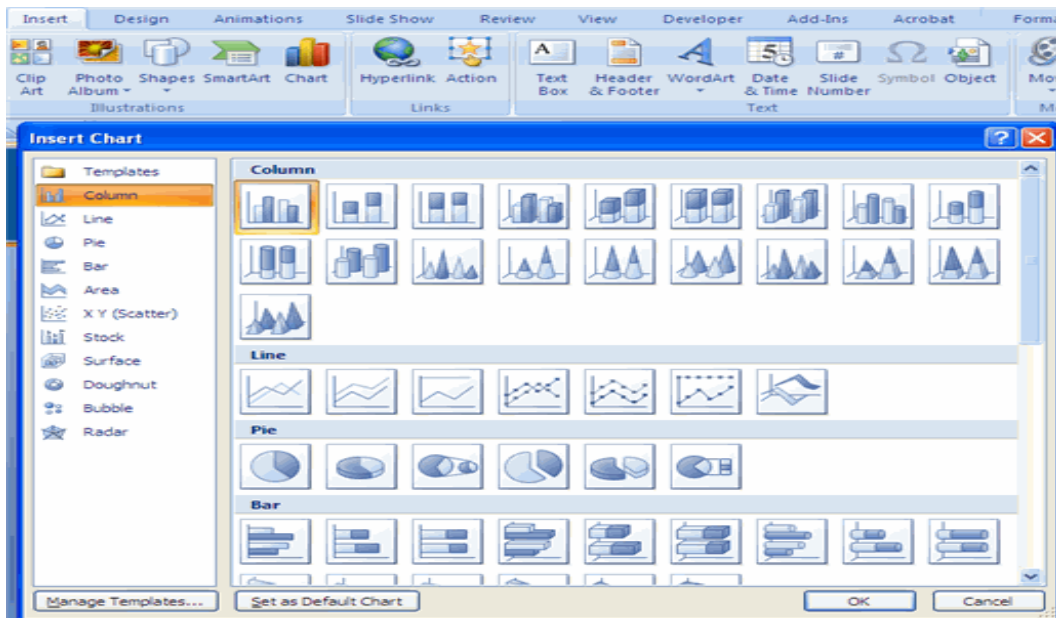 Insert Design Animations Slide Show Review View Developer Add-Ins Acrobat Forma
Clip Art Photo Album Shapes SmartArt Chart Hyperlink Action Text Box Header & Footer WordArt Date & Time Slide Number Symbol Object Mo
Illustrations Links Text M
Insert Chart
Templates
Column
Line
Pie
Bar
Area
X Y (Scatter)
Stock
Surface
Doughnut
Bubble
Radar
Column
Line
Pie
Bar
Manage Templates...
Set as Default Chart
OK
Cancel